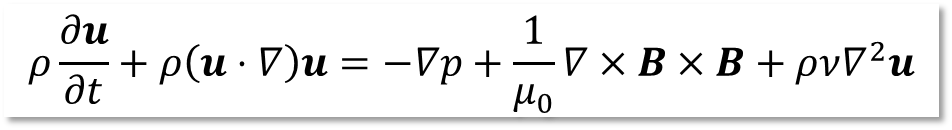 ρ ∂𝒖/∂t + ρ(𝒖 · ∇)𝒖 = −∇p + 1/μ₀ ∇ × 𝑩 × 𝑩 + ρν∇²𝒖